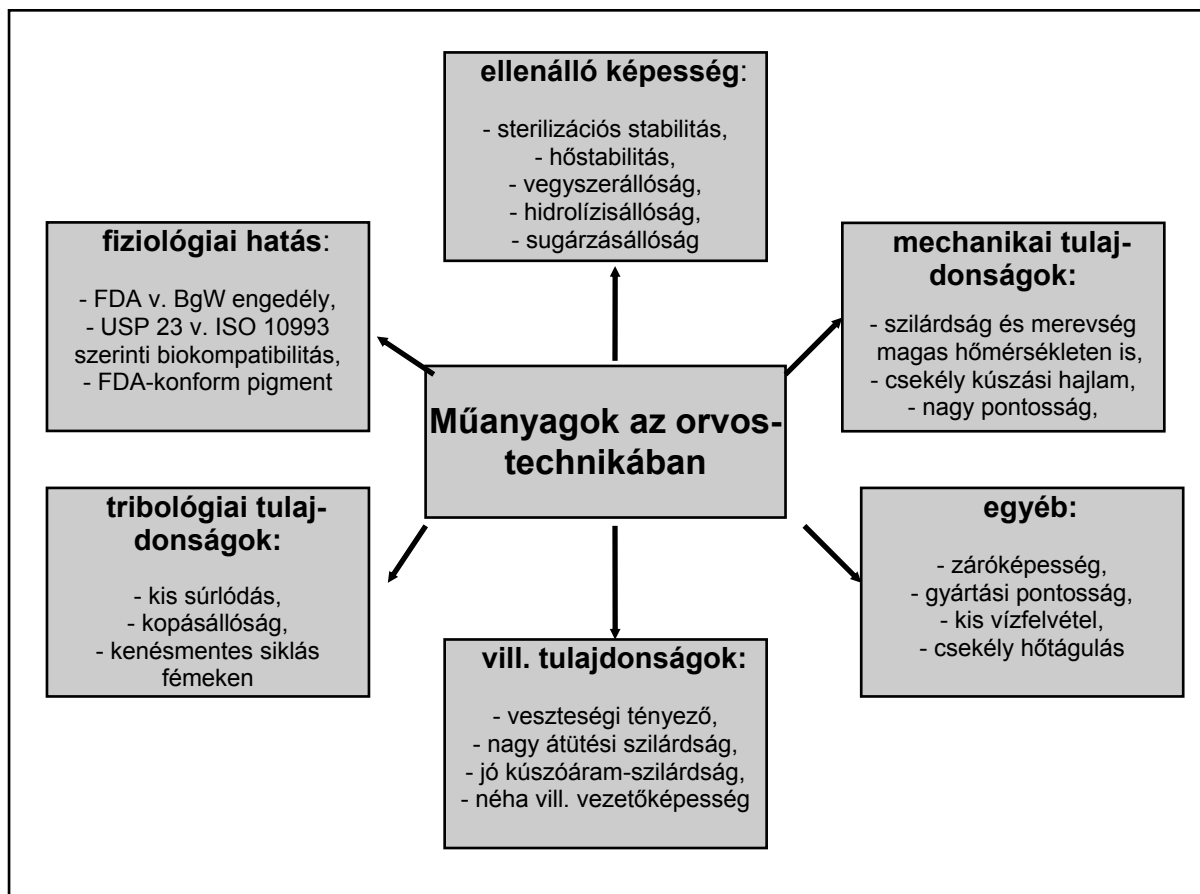 ellenálló képesség:
- sterilizációs stabilitás,
- hőstabilitás,
- vegyszerállóság,
- hidrolízisállóság,
- sugárzásállóság
fiziológiai hatás:
- FDA v. BgW engedély,
- USP 23 v. ISO 10993
szerinti biokompatibilitás,
- FDA-konform pigment
mechanikai tulaj-
donságok:
- szilárdság és merevség
magas hőmérsékleten is,
- csekély kúszási hajlam,
- nagy pontosság,
Műanyagok az orvos-
technikában
tribológiai tulaj-
donságok:
- kis súrlódás,
- kopásállóság,
- kenésmentes siklás
fémeken
egyéb:
- záróképesség,
- gyártási pontosság,
- kis vízfelvétel,
- csekély hőtágulás
vill. tulajdonságok:
- veszteségi tényező,
- nagy átütési szilárdság,
- jó kúszóáram-szilárdság,
- néha vill. vezetőképesség